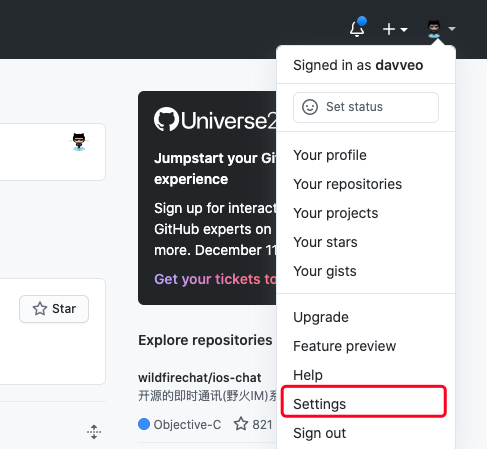 Signed in as davveo
Set status
Your profile
Your repositories
Your projects
Your stars
Your gists
Upgrade
Feature preview
Help
Settings
Sign out
Universe2
Jumpstart your Gi
experience
Sign up for interac
GitHub experts on
more. December 11
Get your tickets to
Star
Explore repositories
wildfirechat/ios-chat
开源的即时通讯(野火IM)系
Objective-C 821